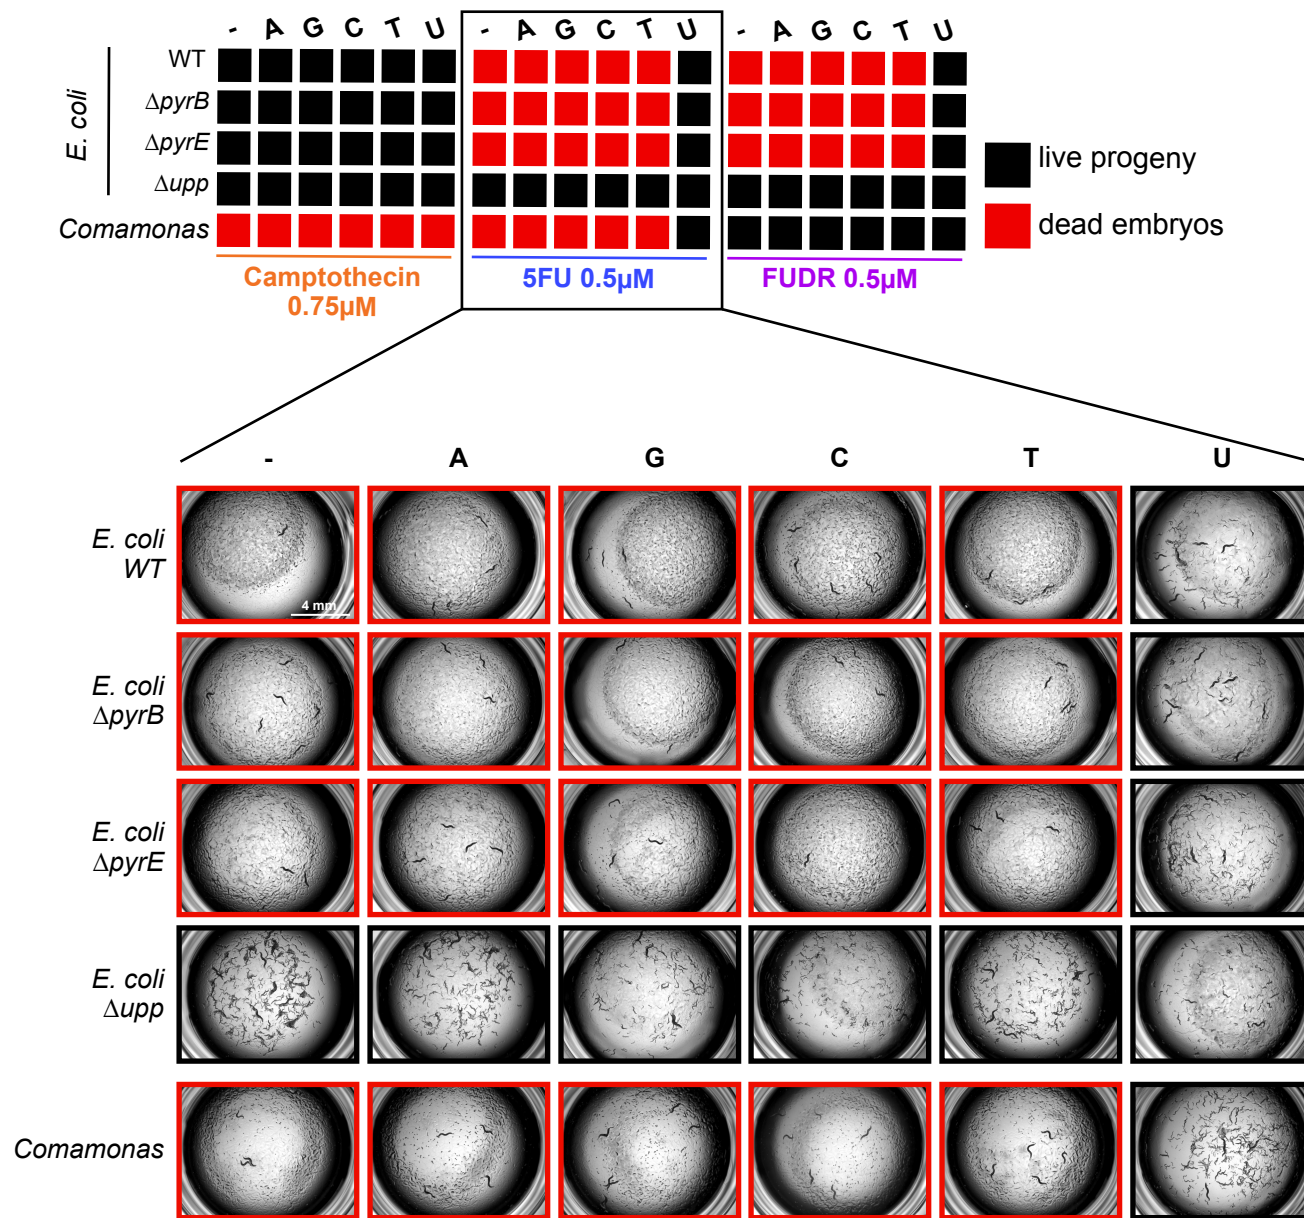 - A G C T U - A G C T U - A G C T U
WT
ΔpyrB
ΔpyrE
Δupp
E. coli
Comamonas
live progeny
dead embryos
Camptothecin
0.75µM
5FU 0.5µM
FUDR 0.5µM
- A G C T U
E. coli
WT
4 mm
E. coli
ΔpyrB
E. coli
ΔpyrE
E. coli
Δupp
Comamonas